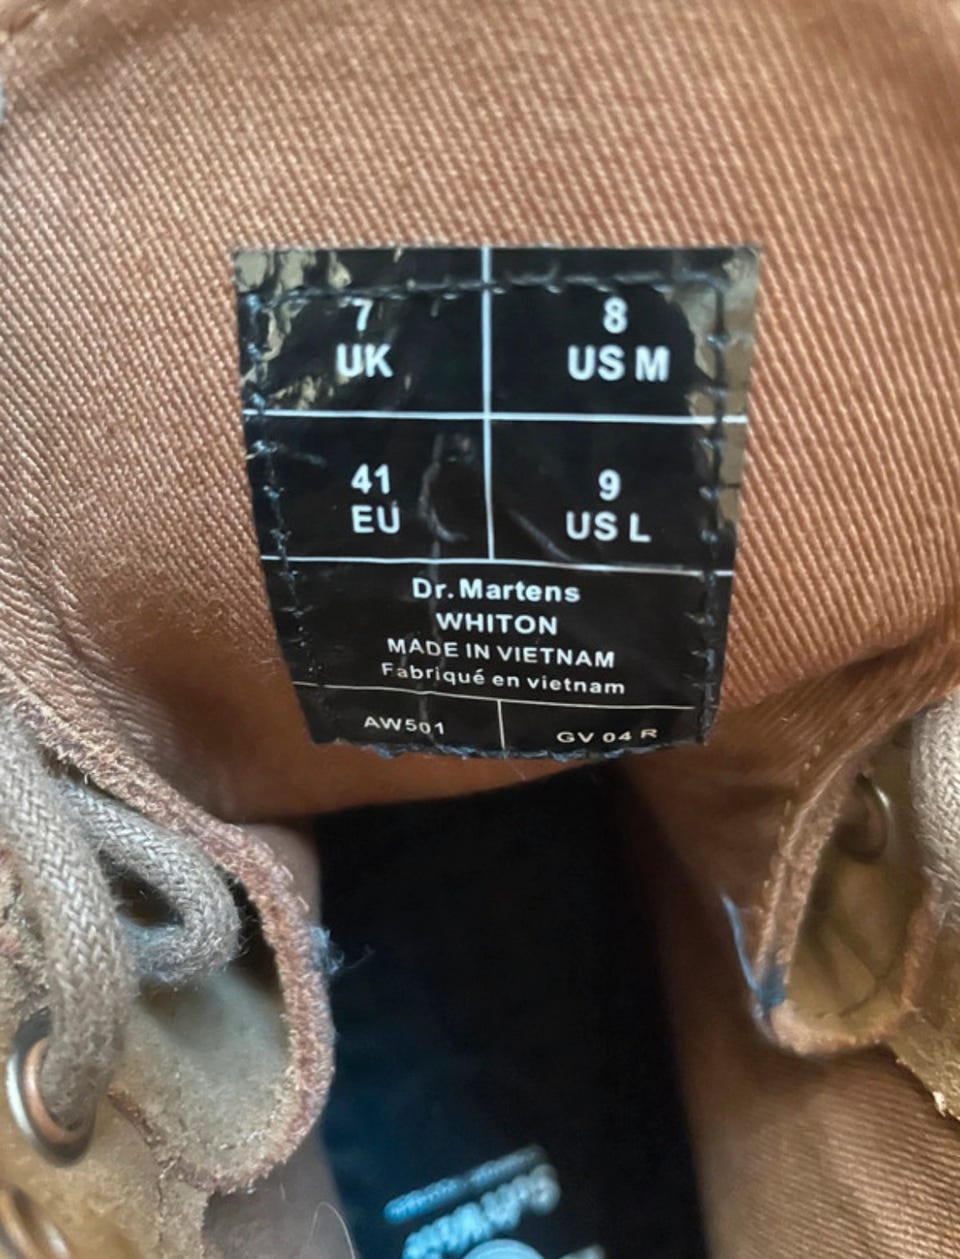 7
UK
8
US M
41
EU
9
US L
Dr. Martens
WHITON
MADE IN VIETNAM
Fabriqué en vietnam
AW501
GV 04 R